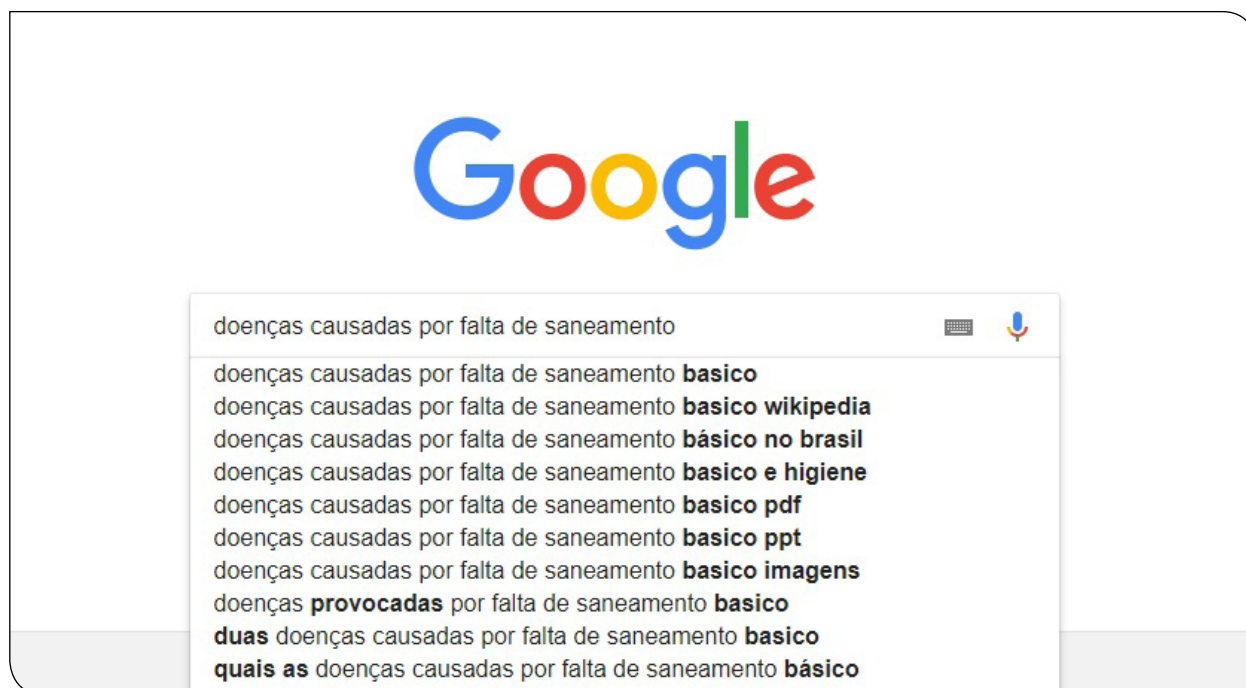 Google
doenças causadas por falta de saneamento
doenças causadas por falta de saneamento basico
doenças causadas por falta de saneamento basico wikipedia
doenças causadas por falta de saneamento básico no brasil
doenças causadas por falta de saneamento basico e higiene
doenças causadas por falta de saneamento basico pdf
doenças causadas por falta de saneamento basico ppt
doenças causadas por falta de saneamento basico imagens
doenças provocadas por falta de saneamento basico
duas doenças causadas por falta de saneamento basico
quais as doenças causadas por falta de saneamento básico